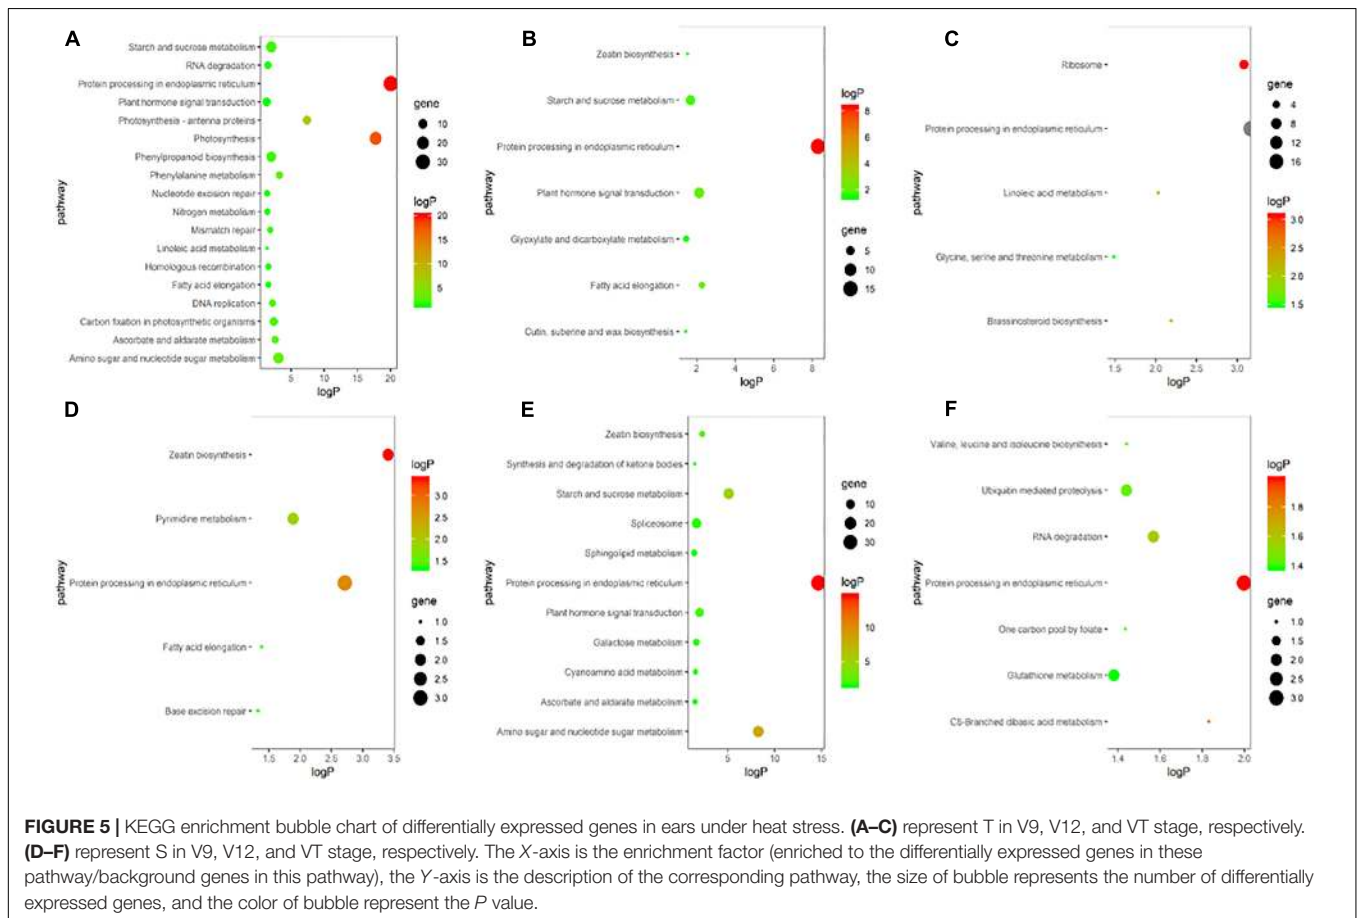 A
Starch and sucrose metabolism
RNA degradation
Protein processing in endoplasmic reticulum
Plant hormone signal transduction
Photosynthesis - antenna proteins
Photosynthesis
Phenylpropanoid biosynthesis
Phenylalanine metabolism
Nucleotide excision repair
Nitrogen metabolism
Mismatch repair
Linoleic acid metabolism
Homologous recombination
Fatty acid elongation
DNA replication
Carbon fixation in photosynthetic organisms
Ascorbate and aldarate metabolism
Amino sugar and nucleotide sugar metabolism
pathway
5 10 15 20
logP
gene
10
20
30
logP
20
15
10
5
B
Zeatin biosynthesis
Starch and sucrose metabolism
Protein processing in endoplasmic reticulum
Plant hormone signal transduction
Glyoxylate and dicarboxylate metabolism
Fatty acid elongation
Cutin, suberine and wax biosynthesis
pathway
2 4 6 8
logP
logP
8
6
4
2
gene
5
10
15
C
Ribosome
Protein processing in endoplasmic reticulum
Linoleic acid metabolism
Glycine, serine and threonine metabolism
Brassinosteroid biosynthesis
pathway
1.5 2.0 2.5 3.0
logP
gene
4
8
12
16
logP
3.0
2.5
2.0
1.5
D
Zeatin biosynthesis
Pyrimidine metabolism
Protein processing in endoplasmic reticulum
Fatty acid elongation
Base excision repair
pathway
1.5 2.0 2.5 3.0 3.5
logP
logP
3.0
2.5
2.0
1.5
gene
1.0
1.5
2.0
2.5
3.0
E
Zeatin biosynthesis
Synthesis and degradation of ketone bodies
Starch and sucrose metabolism
Spliceosome
Sphingolipid metabolism
Protein processing in endoplasmic reticulum
Plant hormone signal transduction
Galactose metabolism
Cyanoamino acid metabolism
Ascorbate and aldarate metabolism
Amino sugar and nucleotide sugar metabolism
pathway
5 10 15
logP
gene
10
20
30
logP
10
5
F
Valine, leucine and isoleucine biosynthesis
Ubiquitin mediated proteolysis
RNA degradation
Protein processing in endoplasmic reticulum
One carbon pool by folate
Glutathione metabolism
C5-Branched dibasic acid metabolism
pathway
1.4 1.6 1.8 2.0
logP
logP
1.8
1.6
1.4
gene
1.0
1.5
2.0
2.5
3.0
FIGURE 5 | KEGG enrichment bubble chart of differentially expressed genes in ears under heat stress. (A–C) represent T in V9, V12, and VT stage, respectively.
(D–F) represent S in V9, V12, and VT stage, respectively. The X-axis is the enrichment factor (enriched to the differentially expressed genes in these
pathway/background genes in this pathway), the Y-axis is the description of the corresponding pathway, the size of bubble represents the number of differentially
expressed genes, and the color of bubble represent the P value.